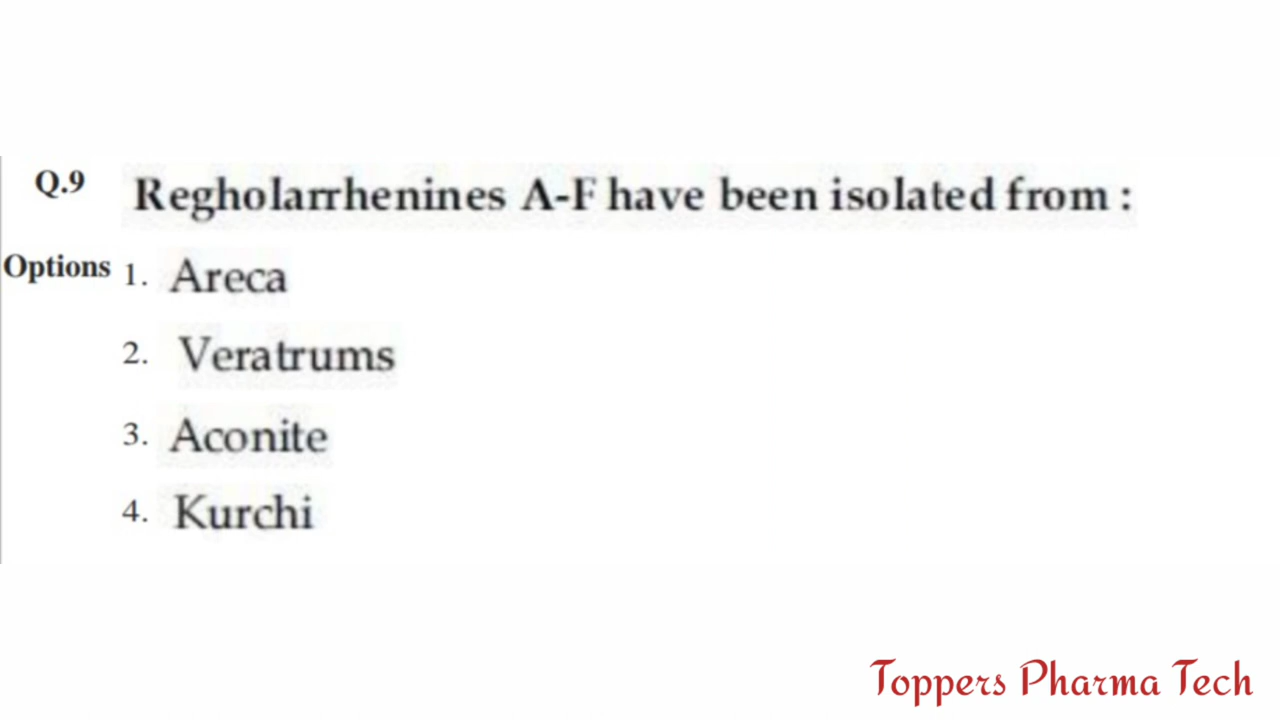 Q.9 Regholarrhenines A-F have been isolated from :
Options 1. Areca
2. Veratrums
3. Aconite
4. Kurchi
Toppers Pharma Tech